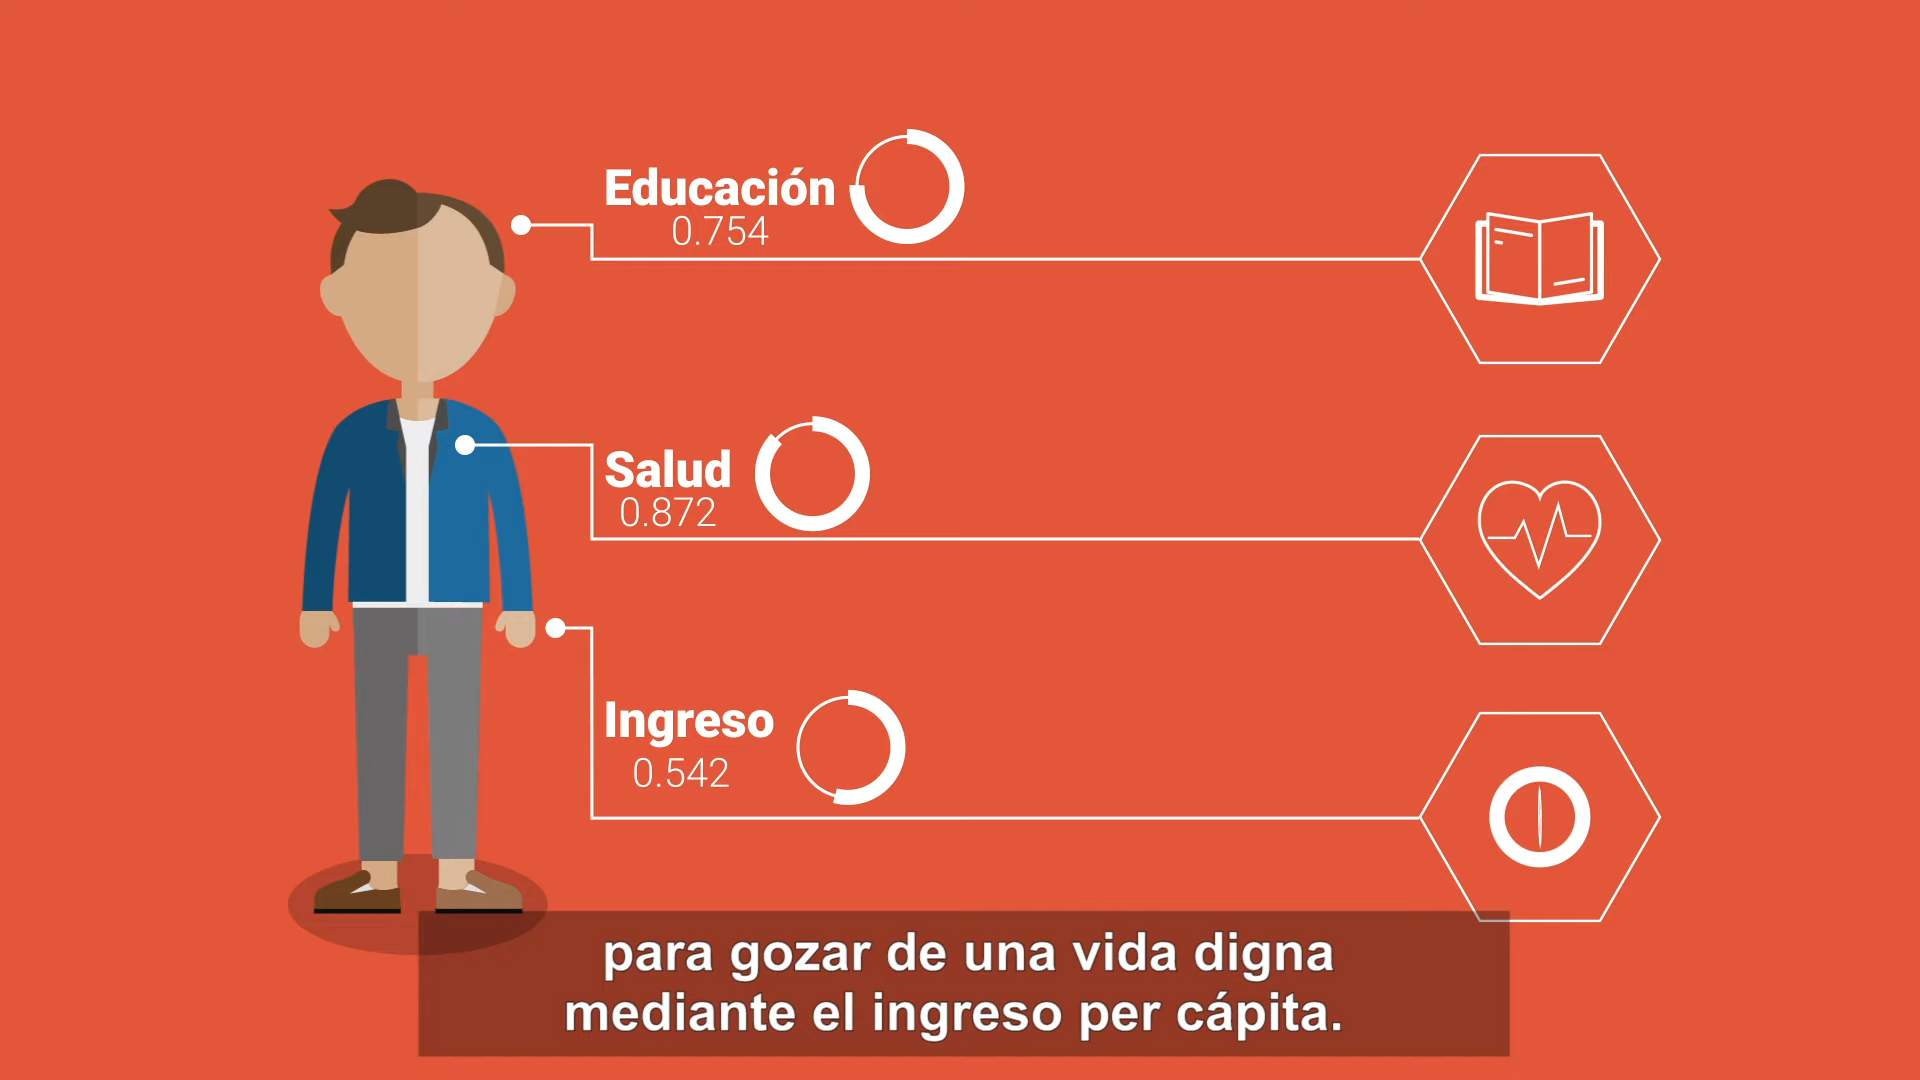 Educación
0.754
Salud
0.872
Ingreso
0.542
para gozar de una vida digna
mediante el ingreso per cápita.